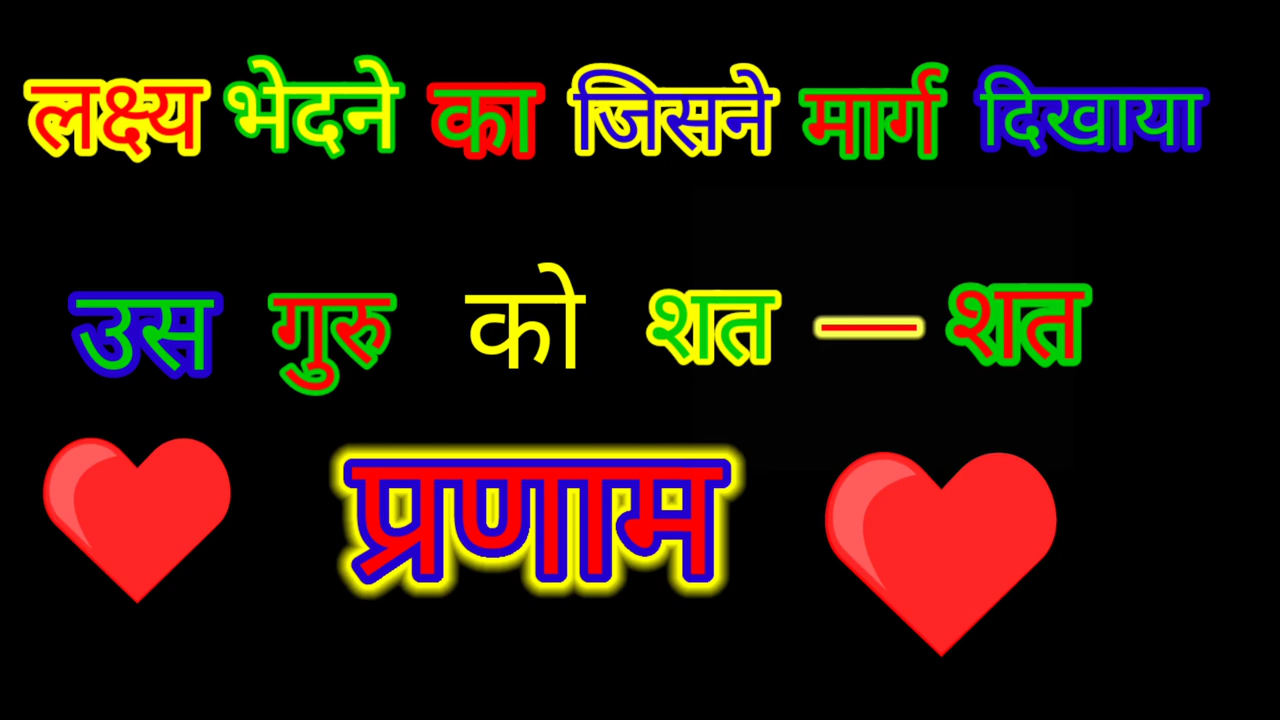 लक्ष्य भेदने का जिसने मार्ग दिखाया
उस गुरु को शत — शत
प्रणाम